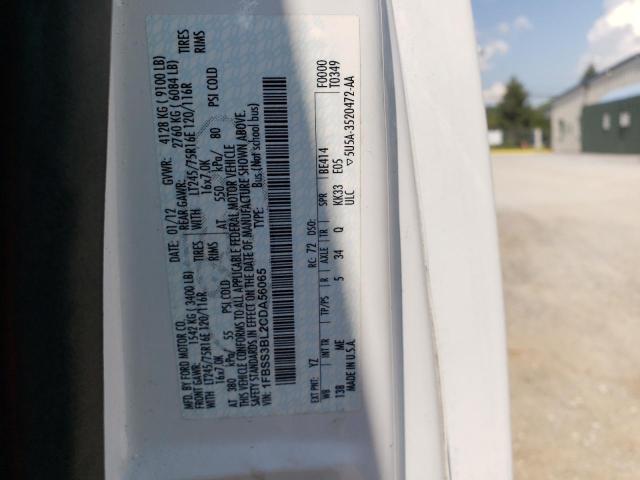 MFD. BY FORD MOTOR CO.
DATE: 01/12 GVWR: 4128 KG ( 9100 LB)
FRONT GAWR: 1542 KG (3400 LB) REAR GAWR: 2760 KG (6084 LB)
WITH LT245/75R16E 120/116R TIRES WITH LT245/75R16E 120/116R TIRES
16x7.0K RIMS 16x7.0K RIMS
AT 380 kPa/ 55 PSI COLD AT 550 kPa/ 80 PSI COLD
THIS VEHICLE CONFORMS TO ALL APPLICABLE FEDERAL MOTOR VEHICLE
SAFETY STANDARDS IN EFFECT ON THE DATE OF MANUFACTURE SHOWN ABOVE.
VIN: 1FBSS3BL2CDA56065 TYPE: Bus (Not school bus)
F0000
T0349
EXT PNT: YZ RC: 72 DSO: BE414
WB INT TR TP/PS R AXLE TR SPR KK33 E05
138 ME 5 34 Q ULC
MADE IN U.S.A. ▽5U5A-3520472-AA